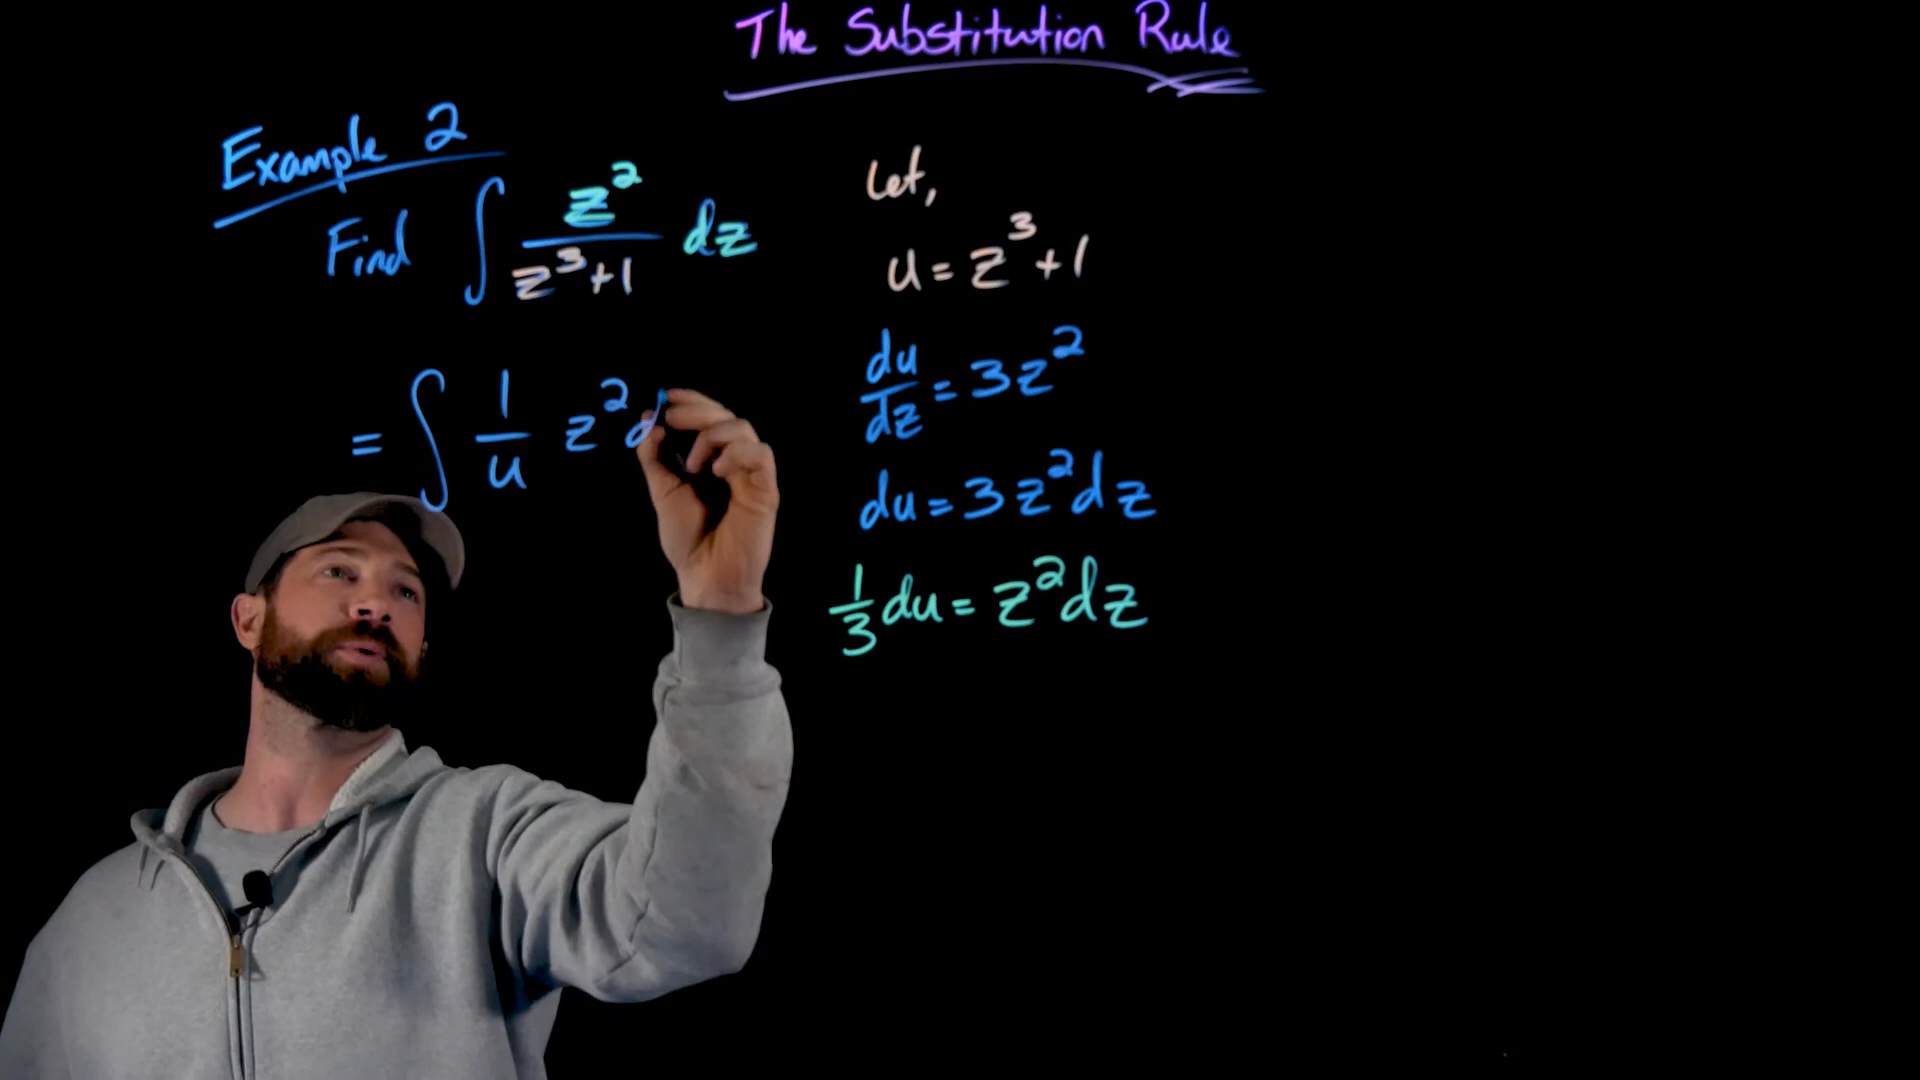 The Substitution Rule
Example 2
Find ∫ z²/(z³+1) dz
= ∫ 1/u z² d
Let,
u = z³+1
du/dz = 3z²
du = 3z²dz
1/3 du = z²dz